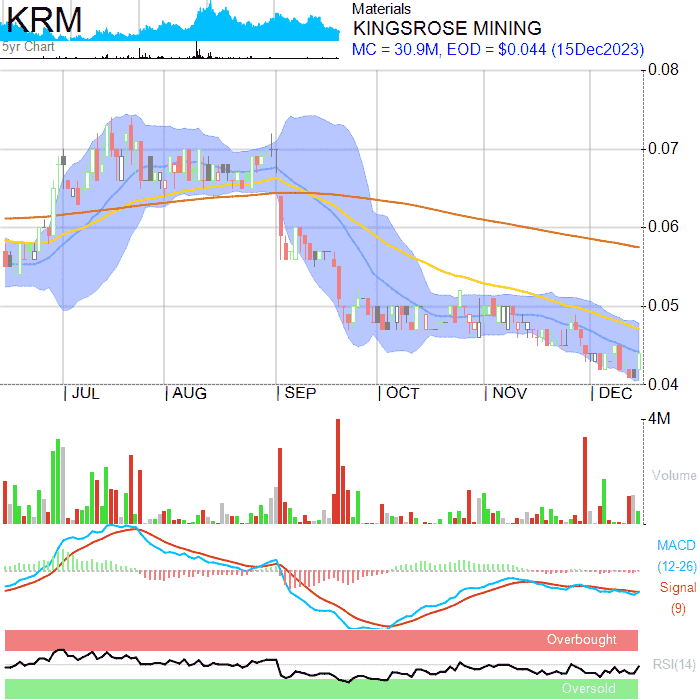 KRM
5yr Chart
Materials
KINGSROSE MINING
MC = 30.9M, EOD = $0.044 (15Dec2023)
0.08
0.07
0.06
0.05
0.04
JUL AUG SEP OCT NOV DEC
4M
Volume
MACD
(12-26)
Signal
(9)
Overbought
RSI(14)
Oversold